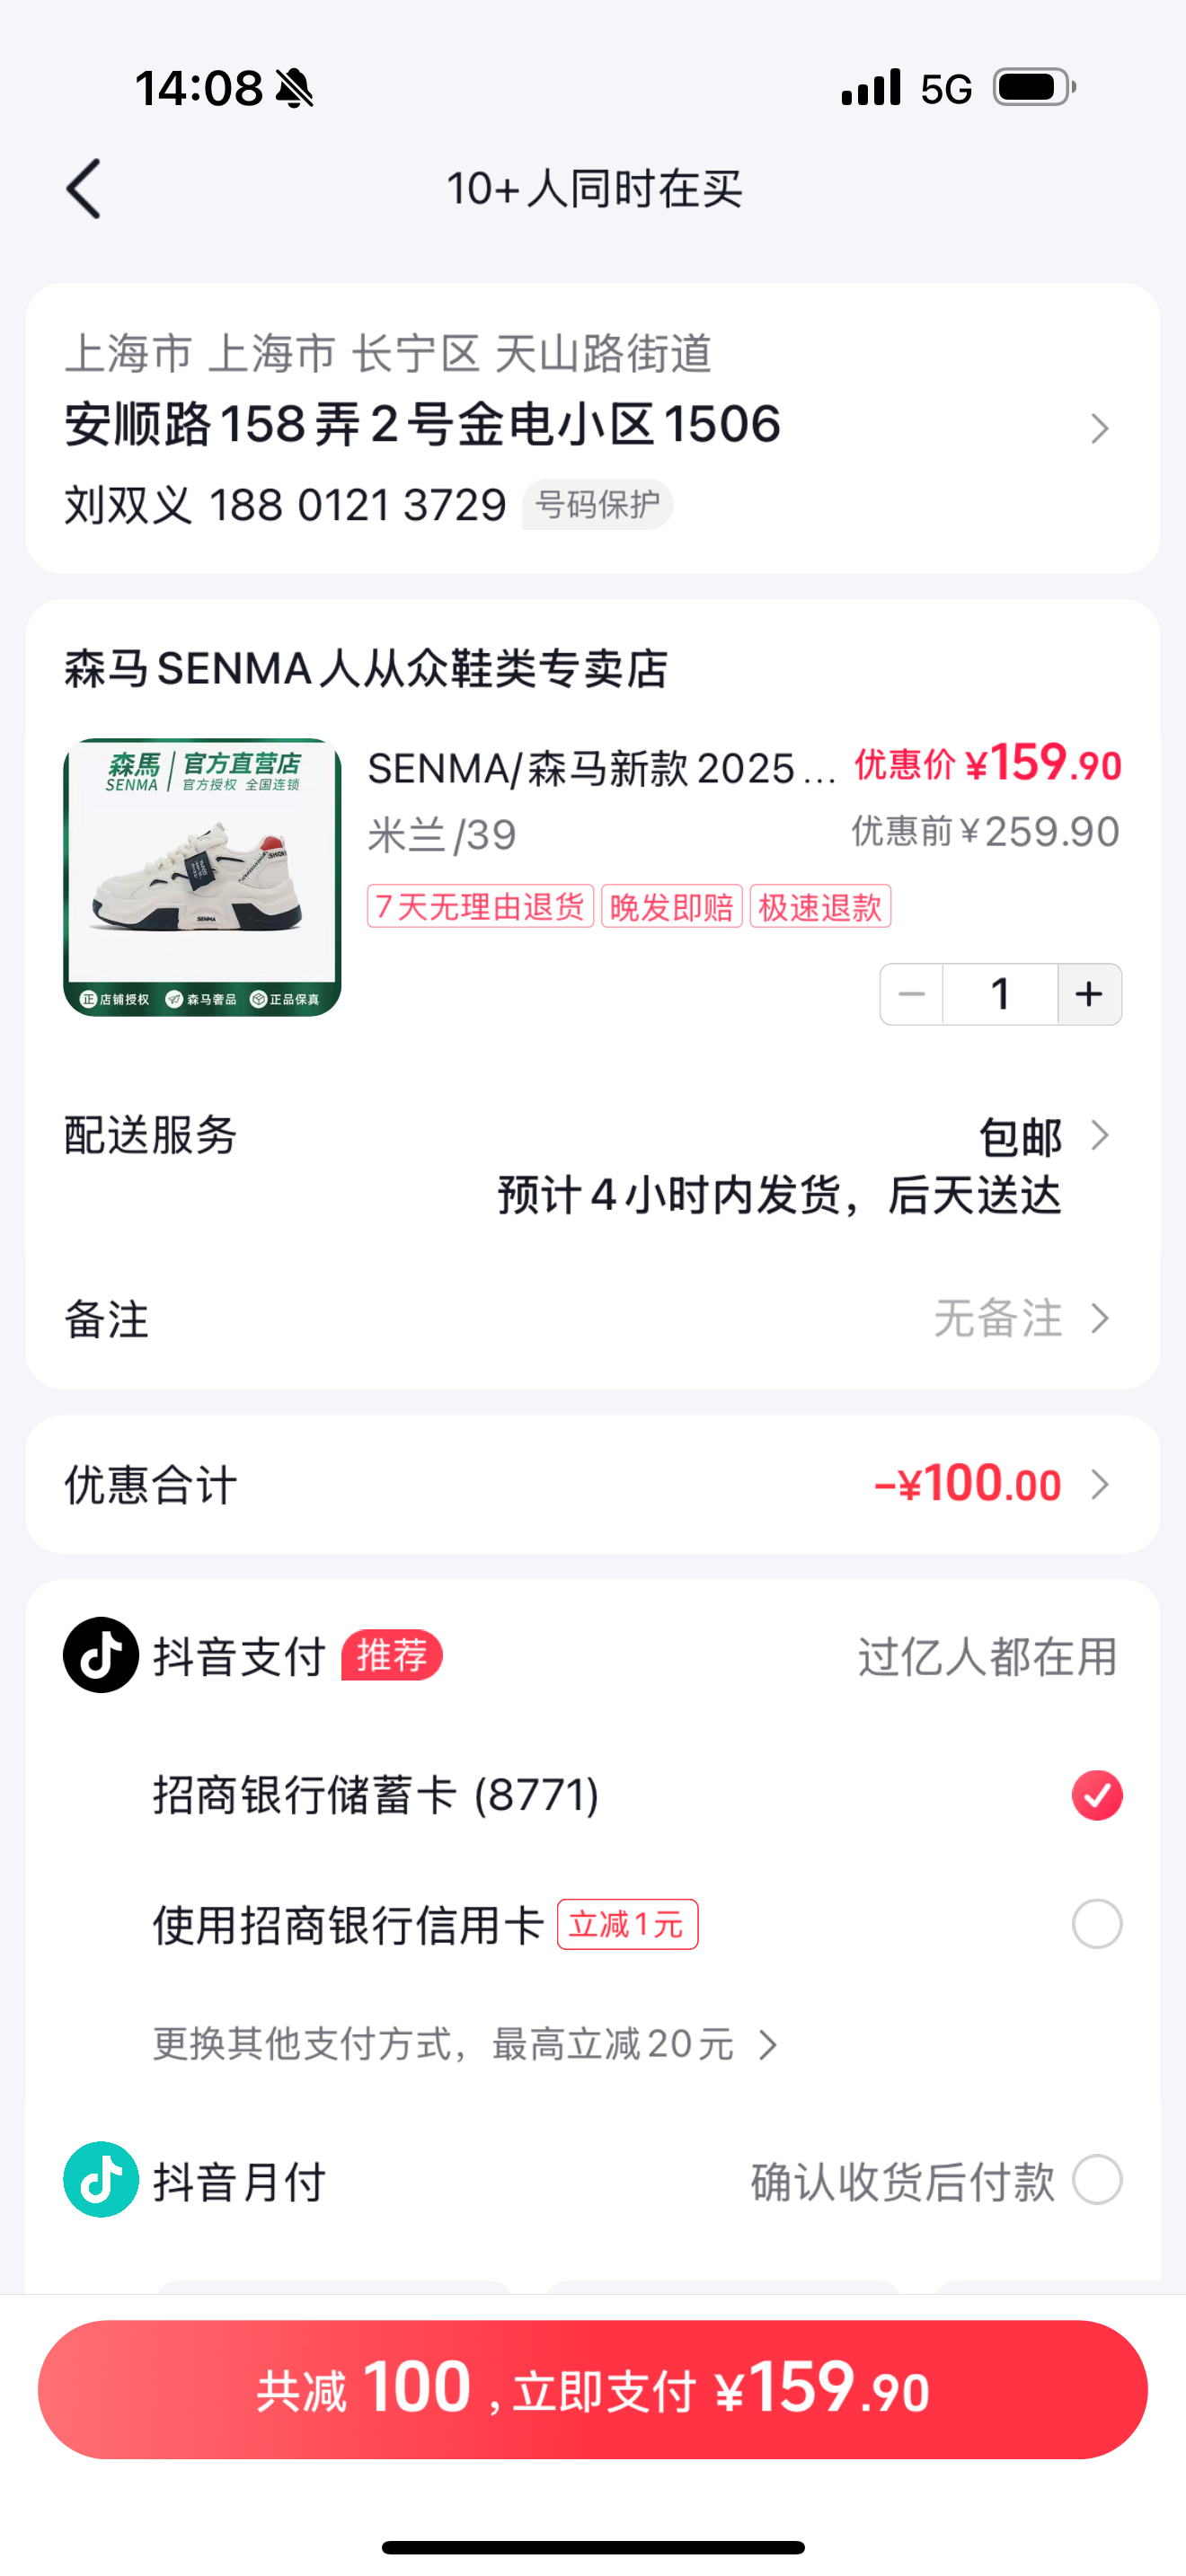 14:08
5G
10+人同时在买
上海市 上海市 长宁区 天山路街道
安顺路158弄2号金电小区1506
刘双义 188 0121 3729 号码保护
森马SENMA人从众鞋类专卖店
森馬 SENMA 官方直营店
官方授权 全国连锁
SENMA
正 店铺授权 森马奢品 正品保真
SENMA/森马新款2025... 优惠价 ¥159.90
米兰/39 优惠前 ¥259.90
7天无理由退货 晚发即赔 极速退款
1
配送服务 包邮
预计4小时内发货，后天送达
备注 无备注
优惠合计 -¥100.00
抖音支付 推荐 过亿人都在用
招商银行储蓄卡 (8771)
使用招商银行信用卡 立减1元
更换其他支付方式，最高立减20元
抖音月付 确认收货后付款
共减 100 , 立即支付 ¥159.90